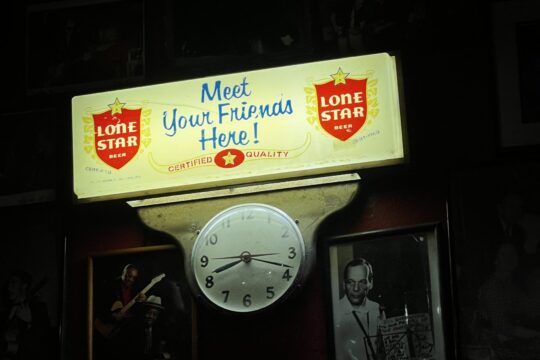 Meet
Your Friends
Here!
LONE
STAR
BEER
LONE
STAR
BEER
CERTIFIED QUALITY
12
1
2
3
4
5
6
7
8
9
10
11